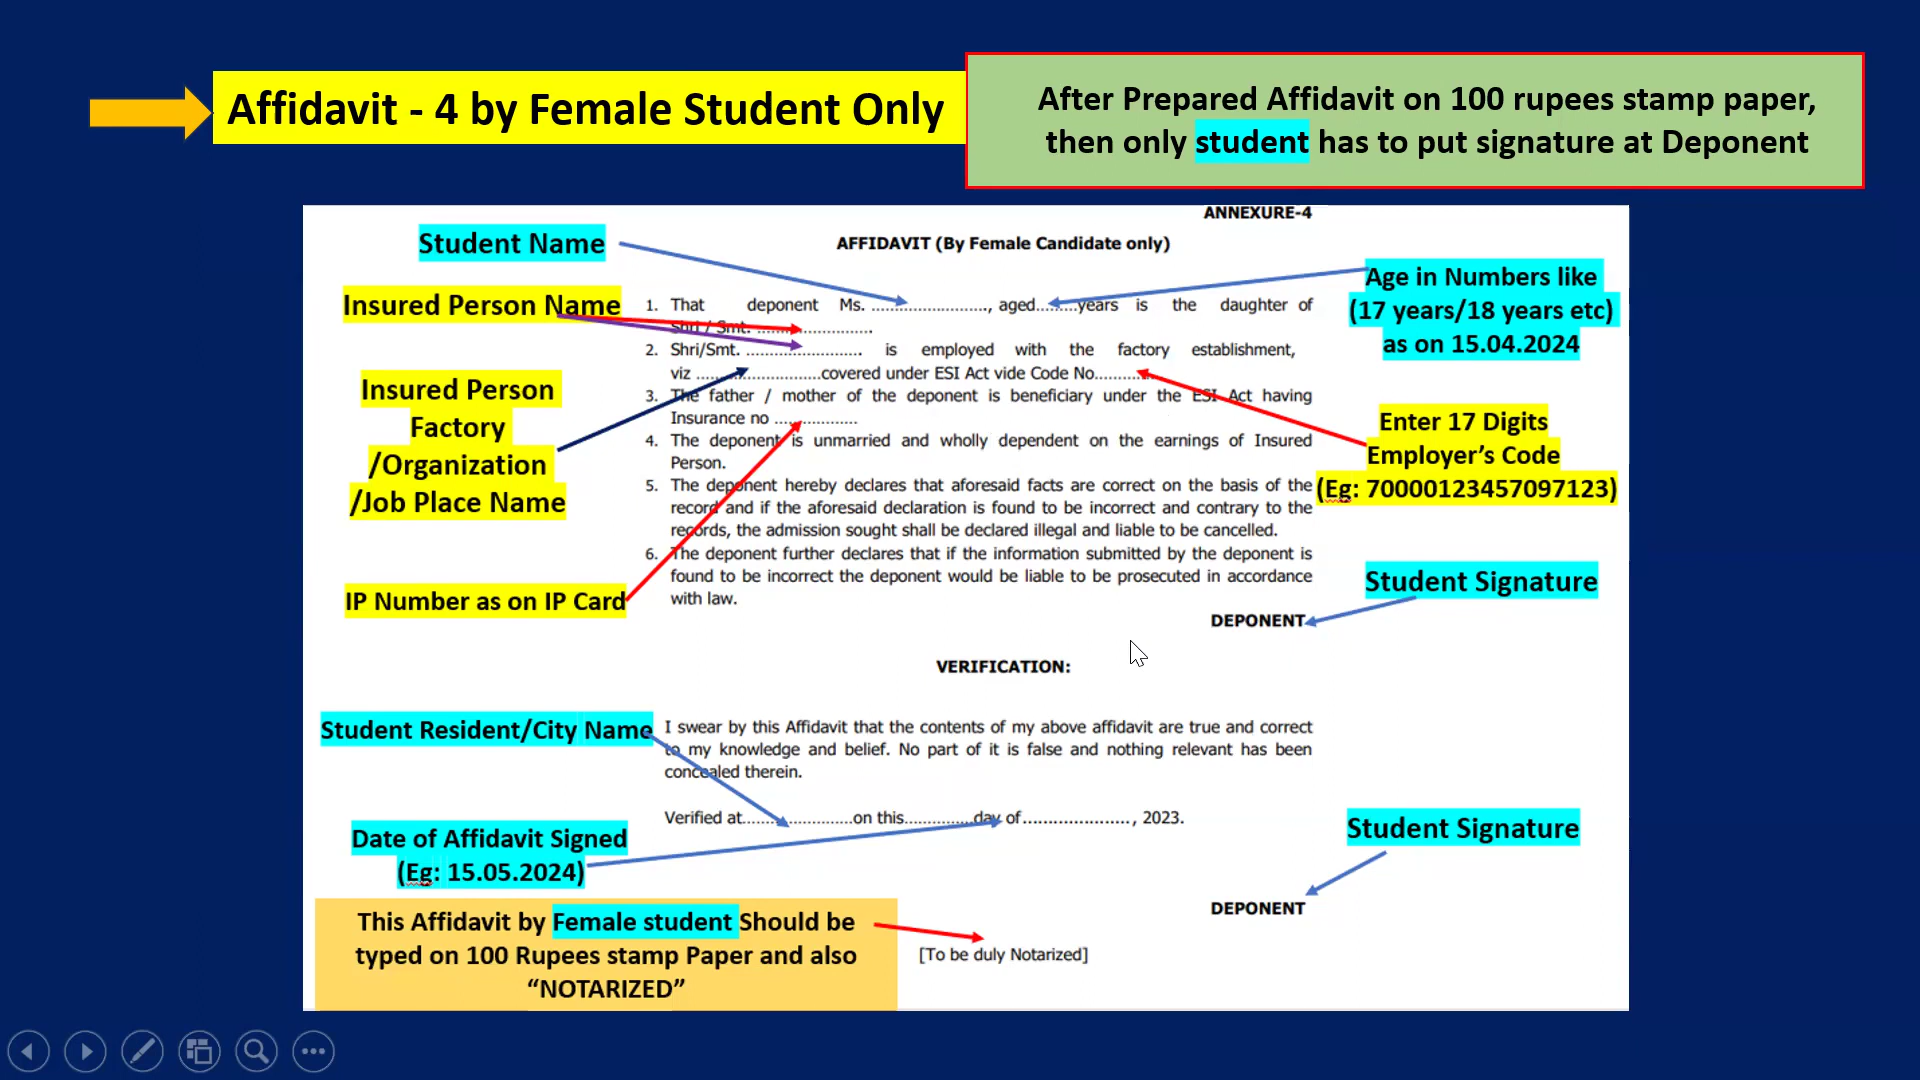 Affidavit - 4 by Female Student Only
After Prepared Affidavit on 100 rupees stamp paper,
then only student has to put signature at Deponent
ANNEXURE-4
AFFIDAVIT (By Female Candidate only)
Student Name
Insured Person Name
Insured Person
Factory
/Organization
/Job Place Name
IP Number as on IP Card
1. That deponent Ms. ......................., aged.........years is the daughter of
Shri / Smt. .......................
2. Shri/Smt. ........................ is employed with the factory establishment,
viz .........................covered under ESI Act vide Code No.............
3. The father / mother of the deponent is beneficiary under the ESI Act having
Insurance no .................
4. The deponent is unmarried and wholly dependent on the earnings of Insured
Person.
5. The deponent hereby declares that aforesaid facts are correct on the basis of the
record and if the aforesaid declaration is found to be incorrect and contrary to the
records, the admission sought shall be declared illegal and liable to be cancelled.
6. The deponent further declares that if the information submitted by the deponent is
found to be incorrect the deponent would be liable to be prosecuted in accordance
with law.
Age in Numbers like
(17 years/18 years etc)
as on 15.04.2024
Enter 17 Digits
Employer’s Code
(Eg: 70000123457097123)
Student Signature
DEPONENT
VERIFICATION:
Student Resident/City Name
I swear by this Affidavit that the contents of my above affidavit are true and correct
to my knowledge and belief. No part of it is false and nothing relevant has been
concealed therein.
Verified at......................on this..............day of....................., 2023.
Date of Affidavit Signed
(Eg: 15.05.2024)
Student Signature
DEPONENT
This Affidavit by Female student Should be
typed on 100 Rupees stamp Paper and also
“NOTARIZED”
[To be duly Notarized]